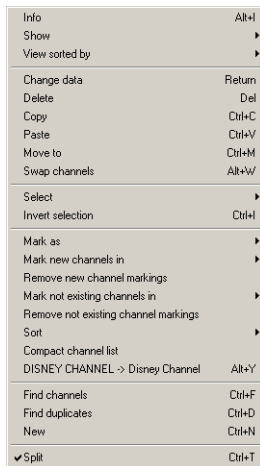 Info Alt+I
Show
View sorted by
Change data Return
Delete Del
Copy Ctrl+C
Paste Ctrl+V
Move to Ctrl+M
Swap channels Alt+W
Select
Invert selection Ctrl+I
Mark as
Mark new channels in
Remove new channel markings
Mark not existing channels in
Remove not existing channel markings
Sort
Compact channel list
DISNEY CHANNEL -> Disney Channel Alt+Y
Find channels Ctrl+F
Find duplicates Ctrl+D
New Ctrl+N
Split Ctrl+T